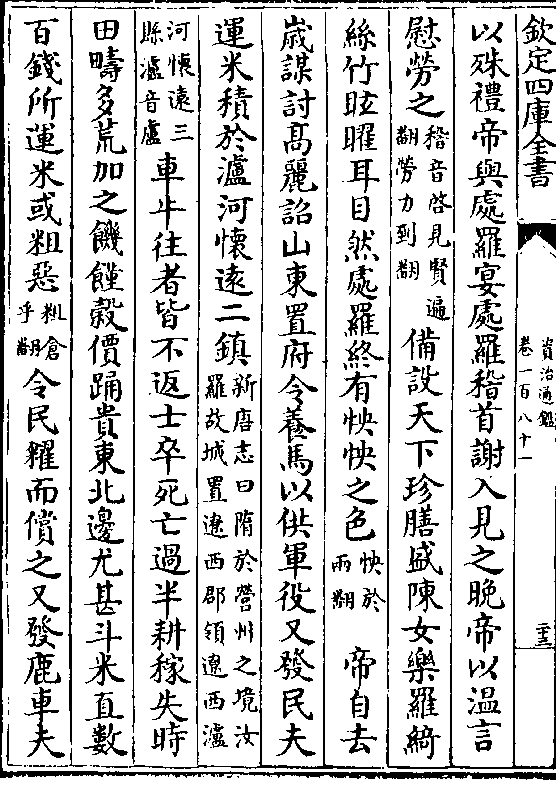 欽定四庫全書
資治通鑑
卷一百八十一
二十三
以殊禮帝與處羅宴處羅稽首謝入見之晚帝以温言
慰勞之稽音啓見賢遍
翻勞力到翻備設天下珍膳盛陳女樂羅綺
絲竹眩曜耳目然處羅終有怏怏之色怏於
兩翻帝自去
嵗謀討髙麗詔山東置府令養馬以供軍役又發民夫
運米積於瀘河懷遠二鎮新唐志曰隋於營州之境汝
羅故城置遼西郡領遼西瀘
河懷遠三
縣瀘音盧車牛往者皆不返士卒死亡過半耕稼失時
田疇多荒加之饑饉榖價踊貴東北邊尤甚斗米直數
百錢所運米或粗惡粗倉
乎翻令民糴而償之又發鹿車夫